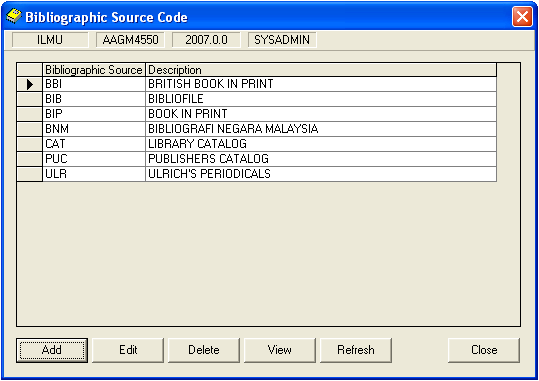 Bibliographic Source Code
ILMU AAGM4550 2007.0.0 SYSADMIN
Bibliographic Source Description
BBI BRITISH BOOK IN PRINT
BIB BIBLIOFILE
BIP BOOK IN PRINT
BNM BIBLIOGRAFI NEGARA MALAYSIA
CAT LIBRARY CATALOG
PUC PUBLISHERS CATALOG
ULR ULRICH'S PERIODICALS
Add Edit Delete View Refresh Close